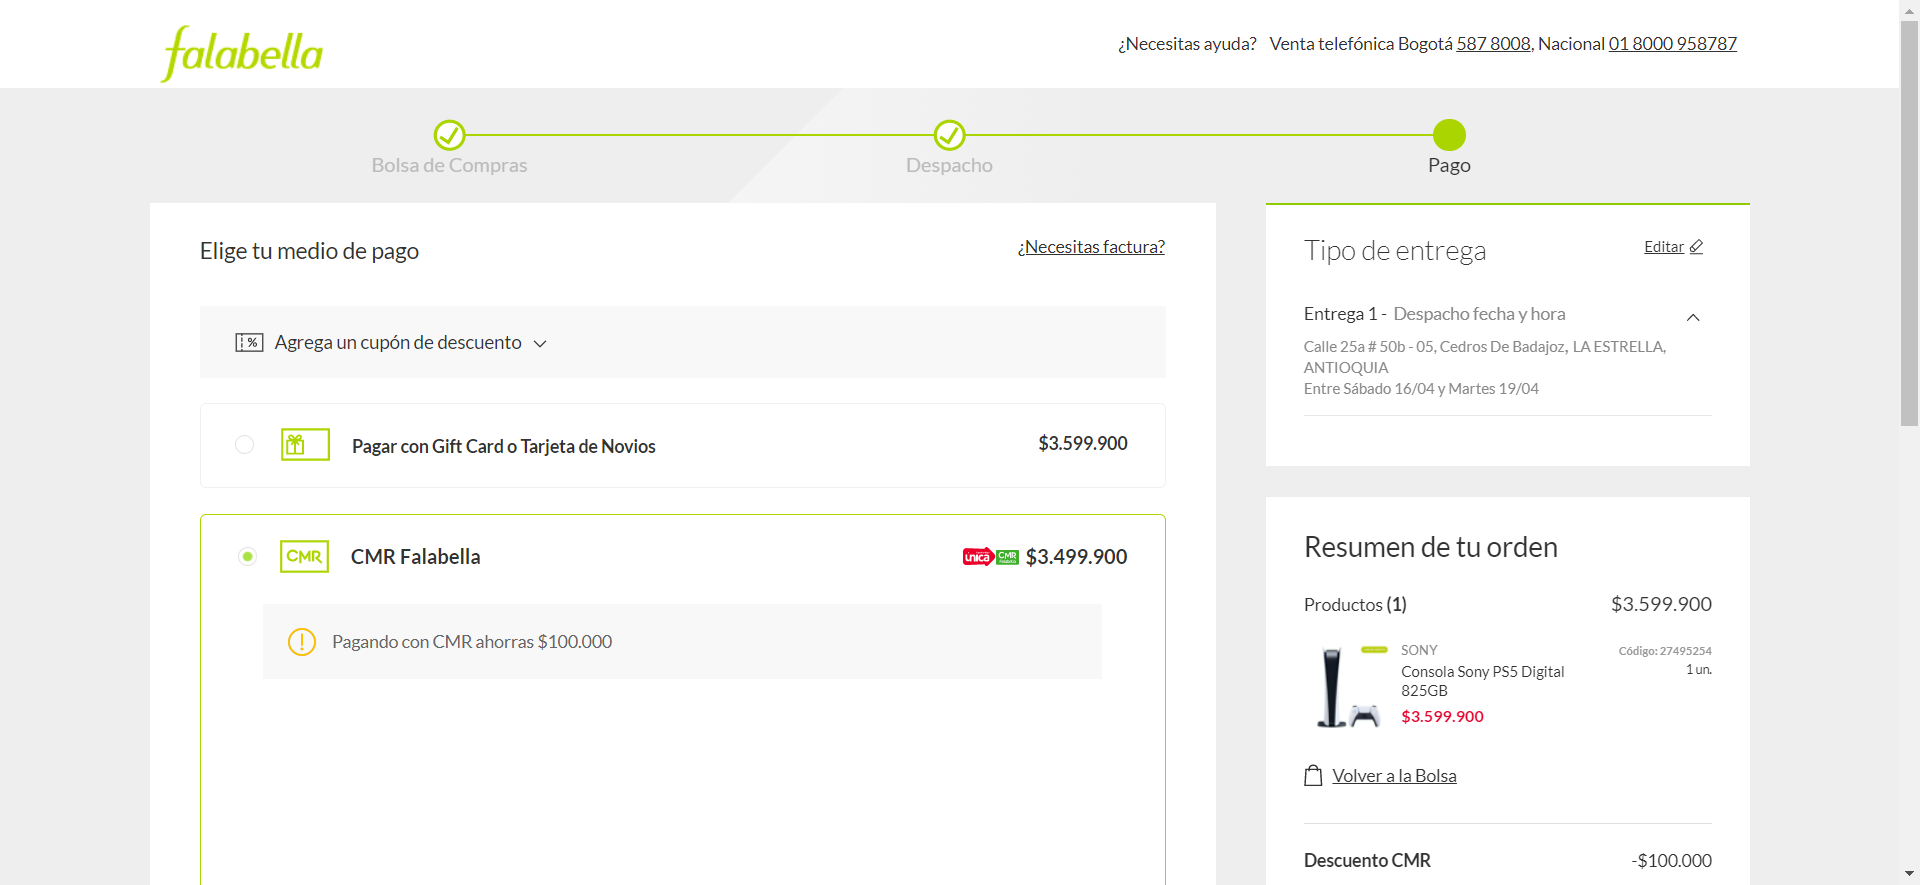 falabella
¿Necesitas ayuda? Venta telefónica Bogotá 587 8008, Nacional 01 8000 958787
Bolsa de Compras
Despacho
Pago
Elige tu medio de pago
¿Necesitas factura?
% Agrega un cupón de descuento
Pagar con Gift Card o Tarjeta de Novios
$3.599.900
CMR
CMR Falabella
unica CMR $3.499.900
Pagando con CMR ahorras $100.000
Tipo de entrega
Editar
Entrega 1 - Despacho fecha y hora
Calle 25a # 50b - 05, Cedros De Badajoz, LA ESTRELLA,
ANTIOQUIA
Entre Sábado 16/04 y Martes 19/04
Resumen de tu orden
Productos (1)
$3.599.900
SONY
Código: 27495254
Consola Sony PS5 Digital
825GB
1 un.
$3.599.900
Volver a la Bolsa
Descuento CMR
-$100.000